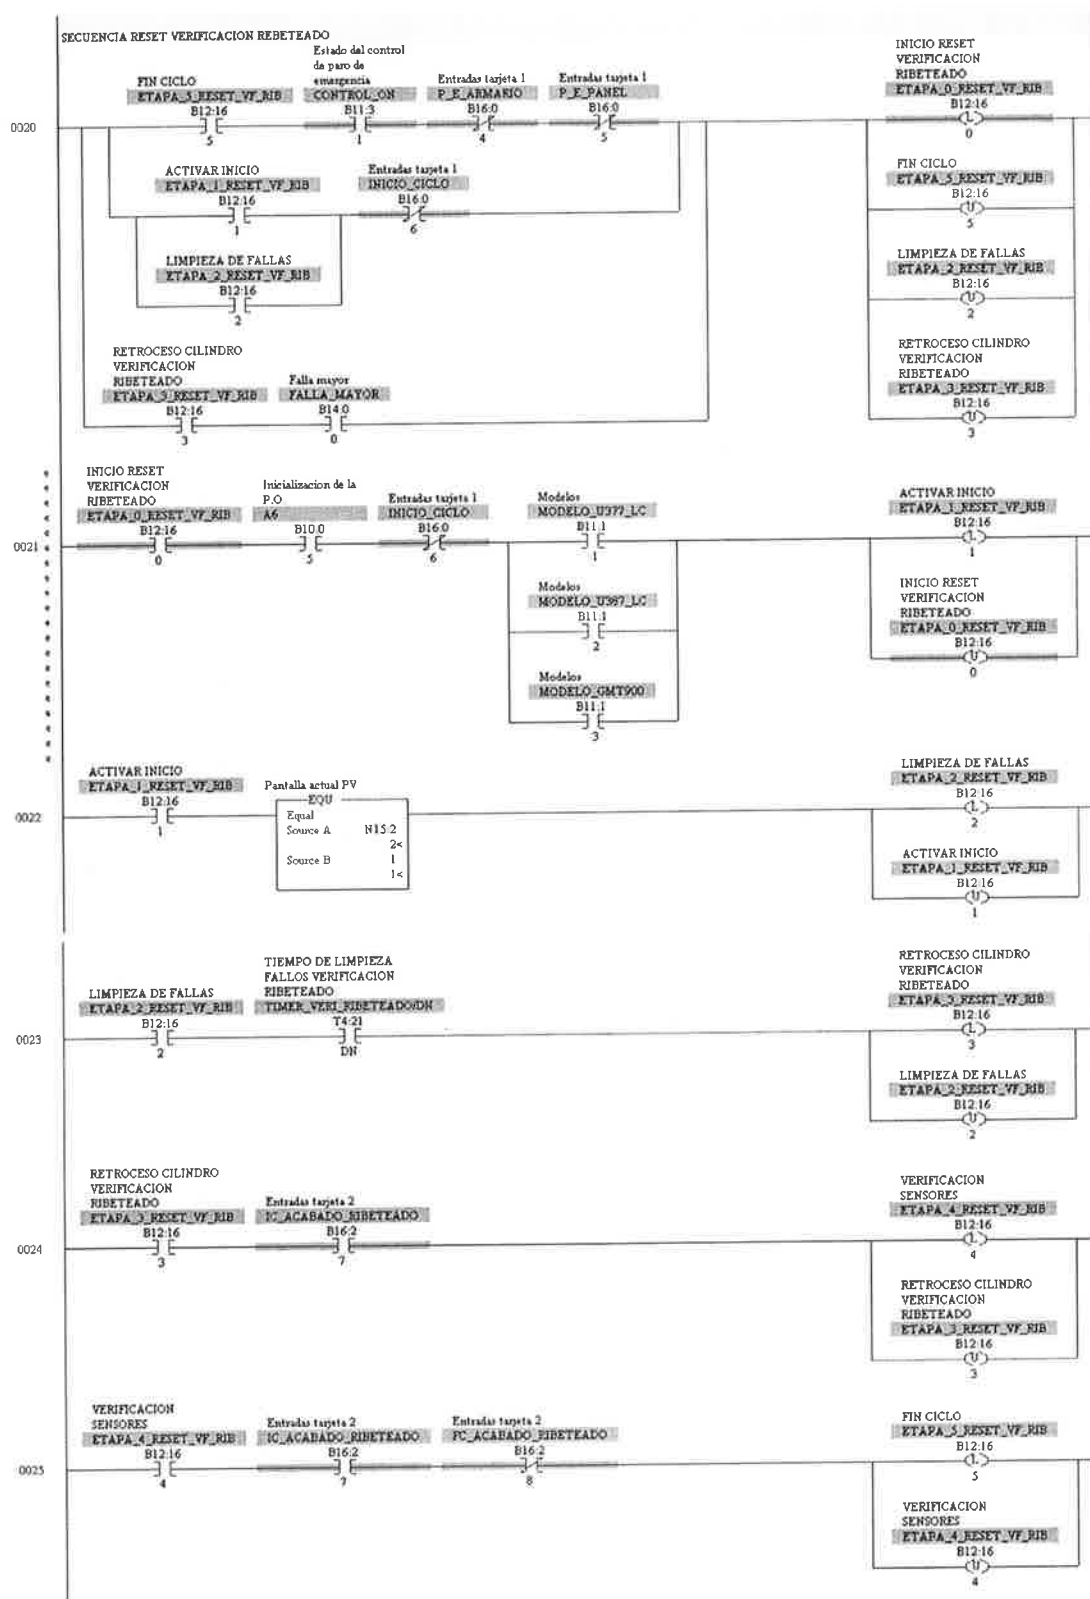 SECUENCIA RESET VERIFICACION REBETEADO
0020
FIN CICLO
ETAPA_5_RESET_VF_RIB
B12:16
5
Estado del control
de paro de
emergencia
CONTROL_ON
B11:3
1
Entradas tarjeta 1
P_E_ARMARIO
B16:0
4
Entradas tarjeta 1
P_E_PANEL
B16:0
5
ACTIVAR INICIO
ETAPA_1_RESET_VF_RIB
B12:16
1
Entradas tarjeta 1
INICIO_CICLO
B16:0
6
LIMPIEZA DE FALLAS
ETAPA_2_RESET_VF_RIB
B12:16
2
RETROCESO CILINDRO
VERIFICACION
RIBETEADO
ETAPA_3_RESET_VF_RIB
B12:16
3
Falla mayor
FALLA_MAYOR
B14:0
0
INICIO RESET
VERIFICACION
RIBETEADO
ETAPA_0_RESET_VF_RIB
B12:16
L
0
FIN CICLO
ETAPA_5_RESET_VF_RIB
B12:16
U
5
LIMPIEZA DE FALLAS
ETAPA_2_RESET_VF_RIB
B12:16
U
2
RETROCESO CILINDRO
VERIFICACION
RIBETEADO
ETAPA_3_RESET_VF_RIB
B12:16
U
3
0021
INICIO RESET
VERIFICACION
RIBETEADO
ETAPA_0_RESET_VF_RIB
B12:16
0
Inicializacion de la
P.O
A6
B10:0
5
Entradas tarjeta 1
INICIO_CICLO
B16:0
6
Modelos
MODELO_U377_LC
B11:1
1
Modelos
MODELO_U387_LC
B11:1
2
Modelos
MODELO_GMT900
B11:1
3
ACTIVAR INICIO
ETAPA_1_RESET_VF_RIB
B12:16
L
1
INICIO RESET
VERIFICACION
RIBETEADO
ETAPA_0_RESET_VF_RIB
B12:16
U
0
0022
ACTIVAR INICIO
ETAPA_1_RESET_VF_RIB
B12:16
1
Pantalla actual PV
EQU
Equal
Source A N15:2
2<
Source B 1
1<
LIMPIEZA DE FALLAS
ETAPA_2_RESET_VF_RIB
B12:16
L
2
ACTIVAR INICIO
ETAPA_1_RESET_VF_RIB
B12:16
U
1
0023
LIMPIEZA DE FALLAS
ETAPA_2_RESET_VF_RIB
B12:16
2
TIEMPO DE LIMPIEZA
FALLOS VERIFICACION
RIBETEADO
TIMER_VERI_RIBETEADO/DN
T4:21
DN
RETROCESO CILINDRO
VERIFICACION
RIBETEADO
ETAPA_3_RESET_VF_RIB
B12:16
L
3
LIMPIEZA DE FALLAS
ETAPA_2_RESET_VF_RIB
B12:16
U
2
0024
RETROCESO CILINDRO
VERIFICACION
RIBETEADO
ETAPA_3_RESET_VF_RIB
B12:16
3
Entradas tarjeta 2
IC_ACABADO_RIBETEADO
B16:2
7
VERIFICACION
SENSORES
ETAPA_4_RESET_VF_RIB
B12:16
L
4
RETROCESO CILINDRO
VERIFICACION
RIBETEADO
ETAPA_3_RESET_VF_RIB
B12:16
U
3
0025
VERIFICACION
SENSORES
ETAPA_4_RESET_VF_RIB
B12:16
4
Entradas tarjeta 2
IC_ACABADO_RIBETEADO
B16:2
7
Entradas tarjeta 2
FC_ACABADO_RIBETEADO
B16:2
8
FIN CICLO
ETAPA_5_RESET_VF_RIB
B12:16
L
5
VERIFICACION
SENSORES
ETAPA_4_RESET_VF_RIB
B12:16
U
4